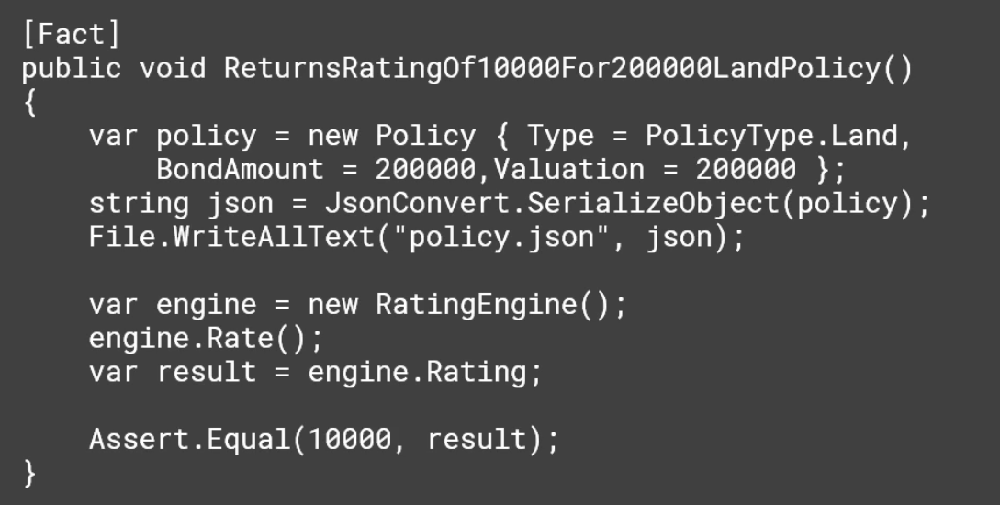 [Fact]
public void ReturnsRatingOf10000For200000LandPolicy()
{
    var policy = new Policy { Type = PolicyType.Land,
        BondAmount = 200000,Valuation = 200000 };
    string json = JsonConvert.SerializeObject(policy);
    File.WriteAllText("policy.json", json);

    var engine = new RatingEngine();
    engine.Rate();
    var result = engine.Rating;

    Assert.Equal(10000, result);
}